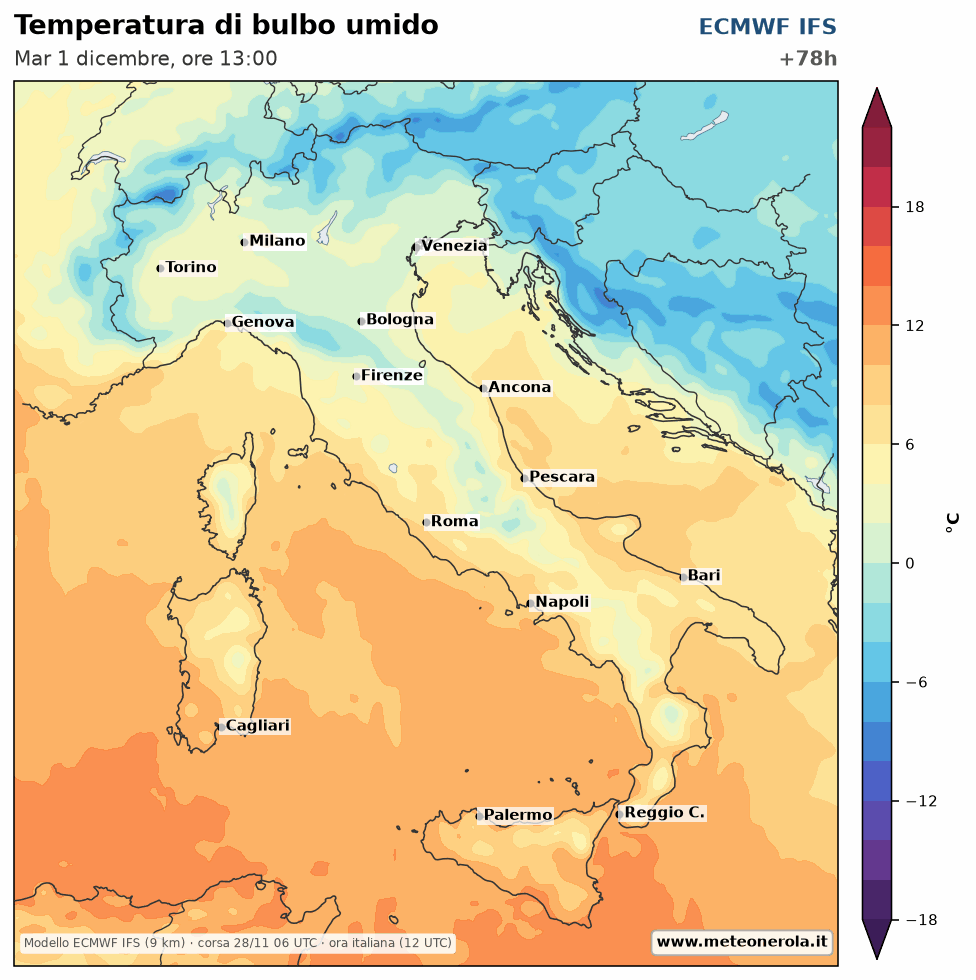 Temperatura di bulbo umido
ECMWF IFS
Mar 1 dicembre, ore 13:00
+78h
Milano
Venezia
Torino
Genova
Bologna
Firenze
Ancona
Pescara
Roma
Bari
Napoli
Cagliari
Palermo
Reggio C.
18
12
6
0
−6
−12
−18
°C
Modello ECMWF IFS (9 km) · corsa 28/11 06 UTC · ora italiana (12 UTC)
www.meteonerola.it